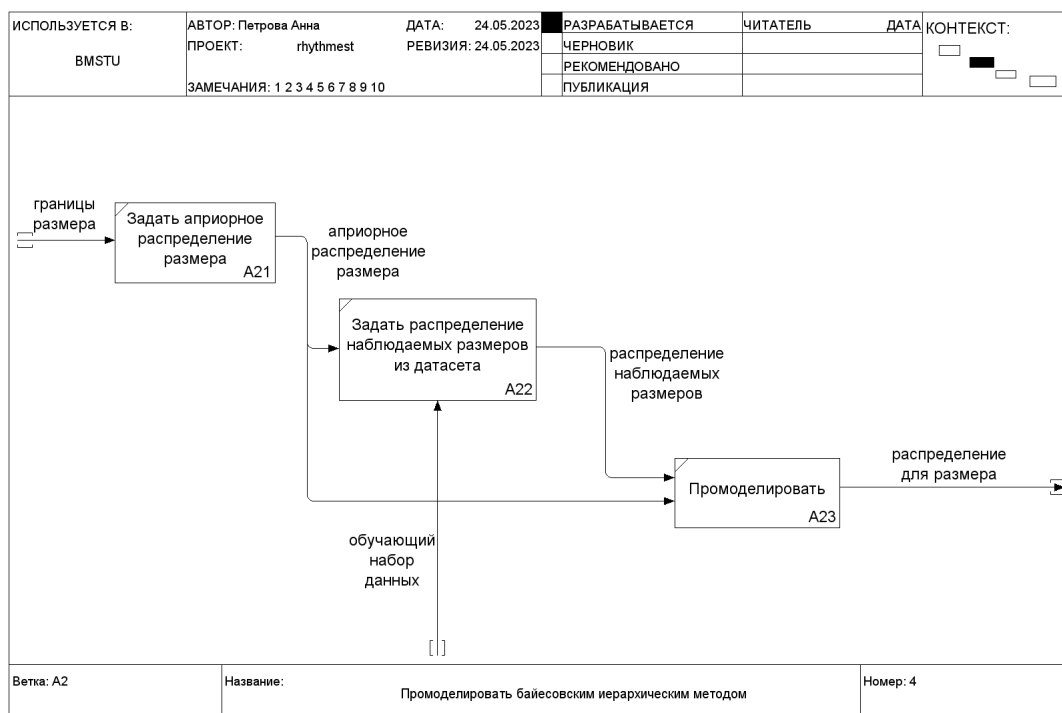 ИСПОЛЬЗУЕТСЯ В:
BMSTU
АВТОР: Петрова Анна
ДАТА: 24.05.2023
ПРОЕКТ: rhythmest
РЕВИЗИЯ: 24.05.2023
ЗАМЕЧАНИЯ: 1 2 3 4 5 6 7 8 9 10
РАЗРАБАТЫВАЕТСЯ
ЧЕРНОВИК
РЕКОМЕНДОВАНО
ПУБЛИКАЦИЯ
ЧИТАТЕЛЬ
ДАТА
КОНТЕКСТ:
границы
размера
Задать априорное
распределение
размера
A21
априорное
распределение
размера
Задать распределение
наблюдаемых размеров
из датасета
A22
распределение
наблюдаемых
размеров
Промоделировать
A23
распределение
для размера
обучающий
набор
данных
Ветка: A2
Название:
Промоделировать байесовским иерархическим методом
Номер: 4